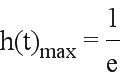 h(t)max = 1/e